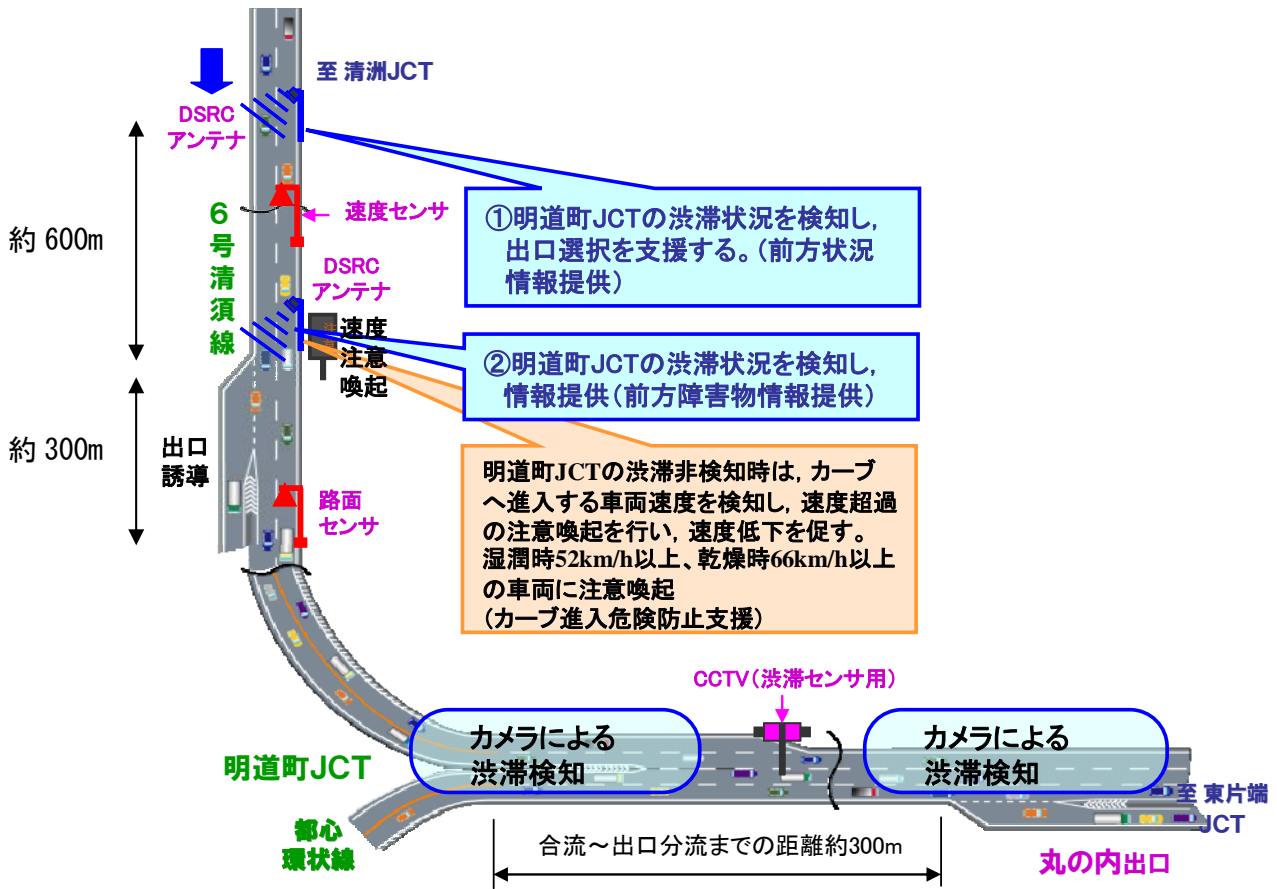 至 清洲JCT
DSRC
アンテナ
約 600m
6
号
清
須
線
速度センサ
①明道町JCTの渋滞状況を検知し,
出口選択を支援する。(前方状況
情報提供)
DSRC
アンテナ
速度
注意
喚起
②明道町JCTの渋滞状況を検知し,
情報提供(前方障害物情報提供)
約 300m
出口
誘導
路面
センサ
明道町JCTの渋滞非検知時は, カーブ
へ進入する車両速度を検知し, 速度超過
の注意喚起を行い, 速度低下を促す。
湿潤時52km/h以上、乾燥時66km/h以上
の車両に注意喚起
(カーブ進入危険防止支援)
CCTV(渋滞センサ用)
カメラによる
渋滞検知
カメラによる
渋滞検知
明道町JCT
至 東片端
JCT
都心
環状線
合流~出口分流までの距離約300m
丸の内出口